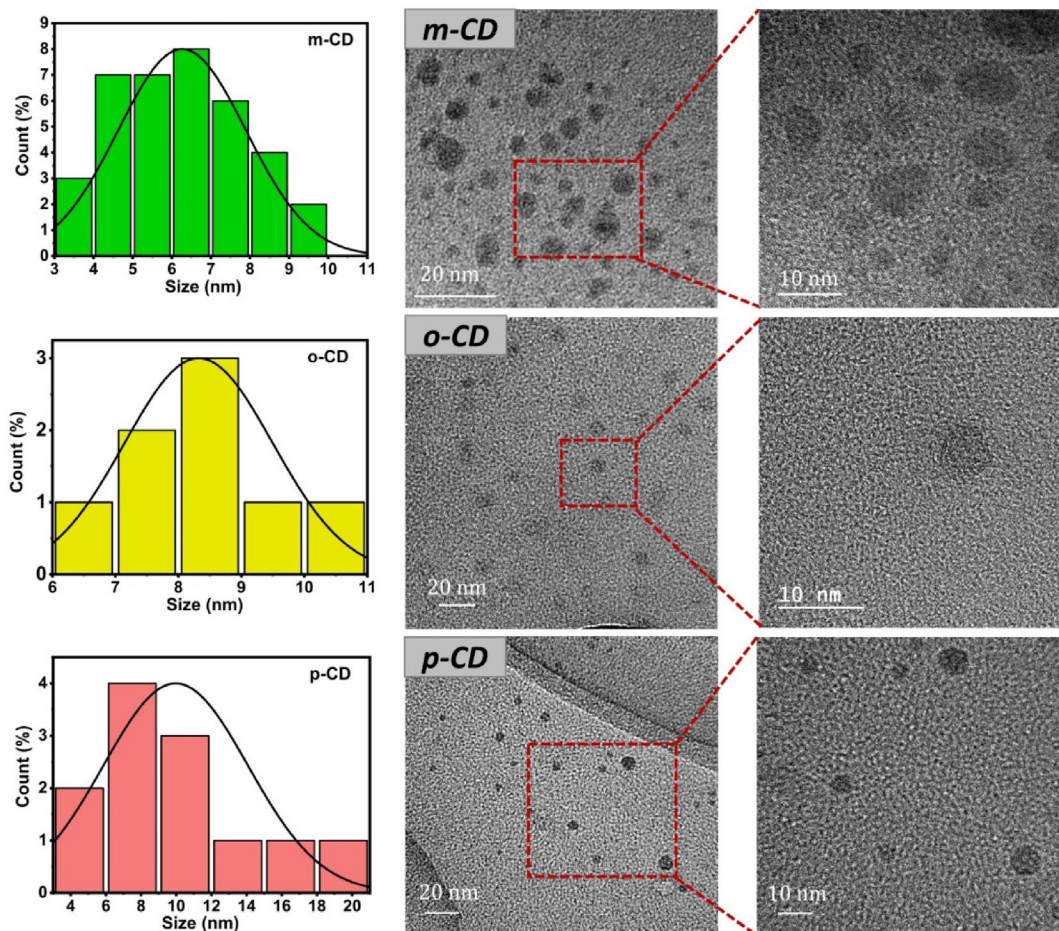 m-CD
Count (%)
9
8
7
6
5
4
3
2
1
0
3 4 5 6 7 8 9 10 11
Size (nm)
m-CD
20 nm
10 nm
o-CD
Count (%)
3
2
1
0
6 7 8 9 10 11
Size (nm)
o-CD
20 nm
10 nm
p-CD
Count (%)
4
3
2
1
0
4 6 8 10 12 14 16 18 20
Size (nm)
p-CD
20 nm
10 nm